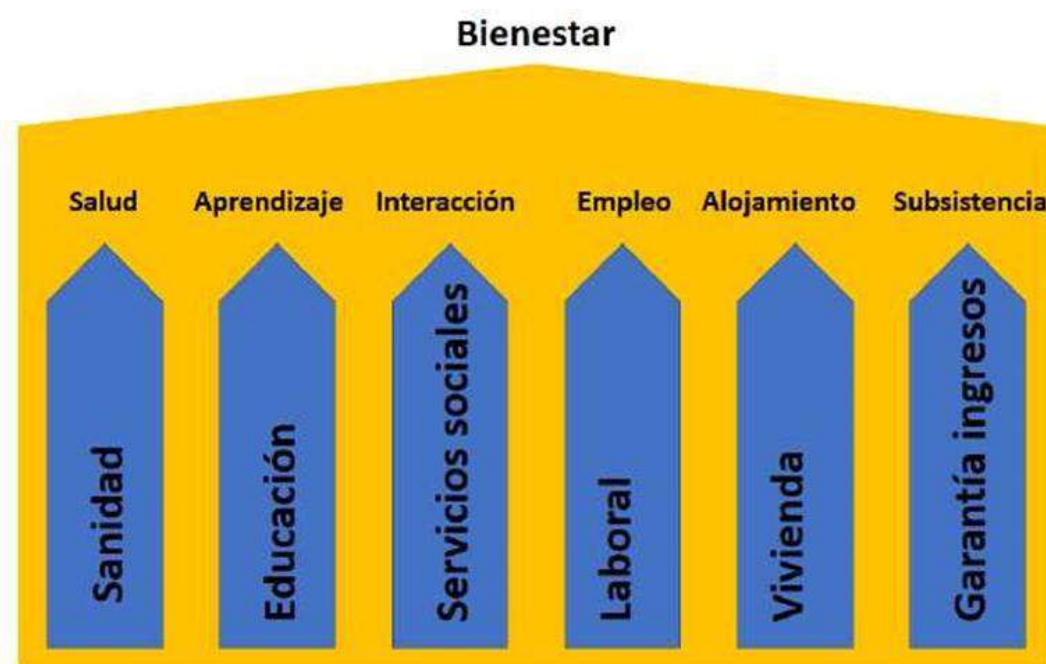 Bienestar
Salud
Aprendizaje
Interacción
Empleo
Alojamiento
Subsistencia
Sanidad
Educación
Servicios sociales
Laboral
Vivienda
Garantía ingresos